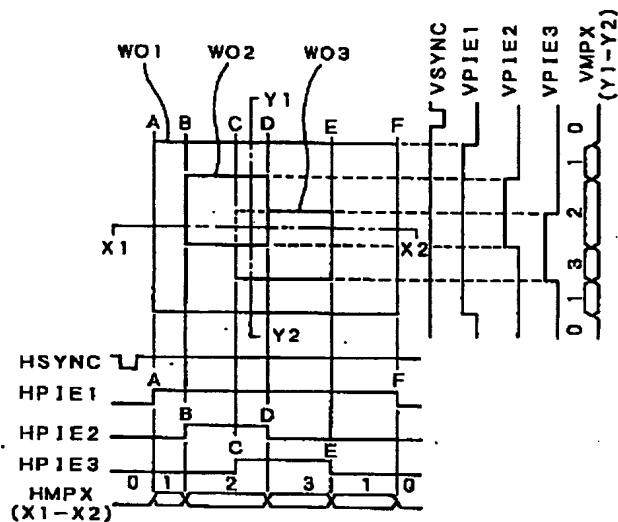 WO1 WO2 WO3
VSYNC
VPIE1
VPIE2
VPIE3
VMPX
(Y1-Y2)
0 1 2 3 1 0
Y1
A B C D E F
X1 X2
Y2
HSYNC
HPIE1 A F
HPIE2 B D
HPIE3 C E
0 1 2 3 1 0
HMPX
(X1-X2)